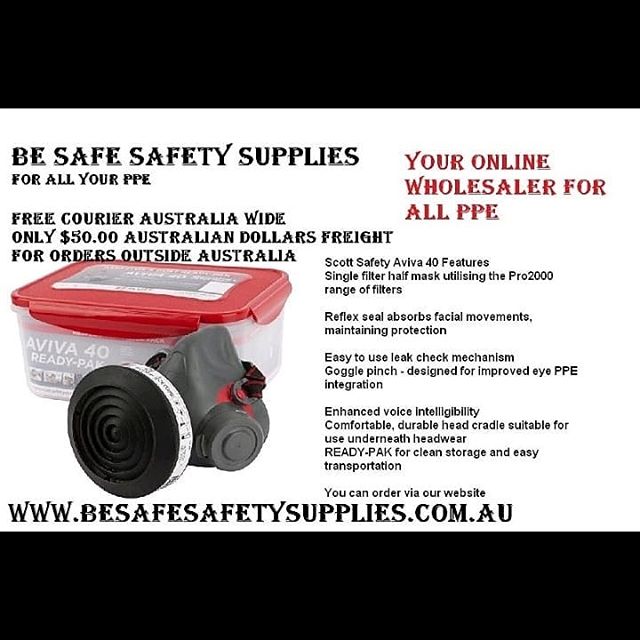 BE SAFE SAFETY SUPPLIES
FOR ALL YOUR PPE
YOUR ONLINE
WHOLESALER FOR
ALL PPE
FREE COURIER AUSTRALIA WIDE
ONLY $50.00 AUSTRALIAN DOLLARS FREIGHT
FOR ORDERS OUTSIDE AUSTRALIA
Scott Safety Aviva 40 Features
Single filter half mask utilising the Pro2000
range of filters
Reflex seal absorbs facial movements,
maintaining protection
Easy to use leak check mechanism
Goggle pinch - designed for improved eye PPE
integration
Enhanced voice intelligibility
Comfortable, durable head cradle suitable for
use underneath headwear
READY-PAK for clean storage and easy
transportation
You can order via our website
AVIVA 40
READY-PAK
WWW.BESAFESAFETYSUPPLIES.COM.AU